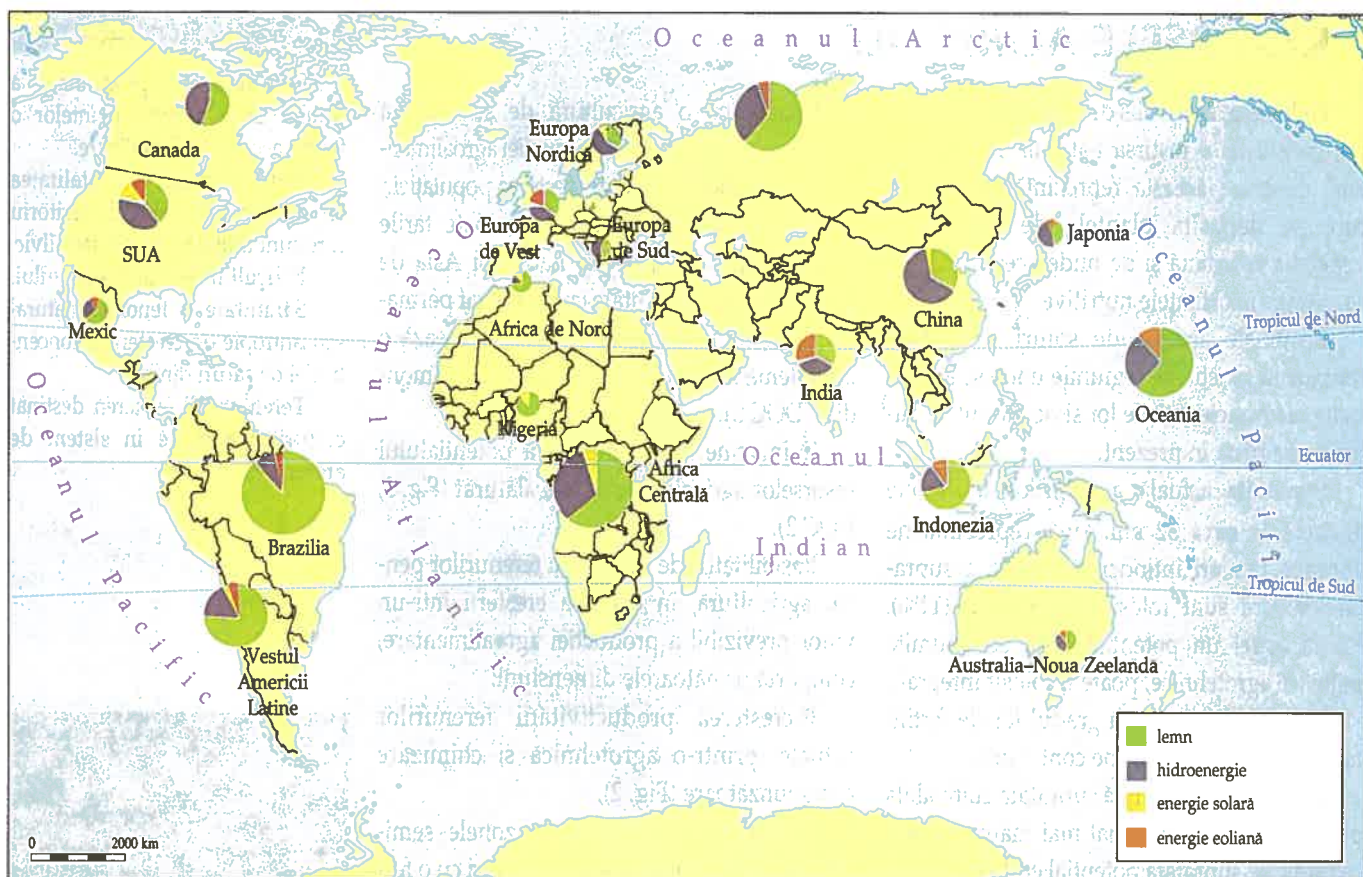 Oceanul Arctic
Canada
Europa
Nordică
SUA
Europa
de Vest
Europa
de Sud
Japonia
Mexic
Africa de Nord
China
Tropicul de Nord
India
Oceania
Nigeria
Oceanul
Indian
Africa
Centrală
Ecuator
Indonezia
Brazilia
Oceanul Pacific
Oceanul Atlantic
Oceanul Pacific
Tropicul de Sud
Vestul
Americii
Latine
Australia–Noua Zeelanda
lemn
hidroenergie
energie solară
energie eoliană
0 2000 km